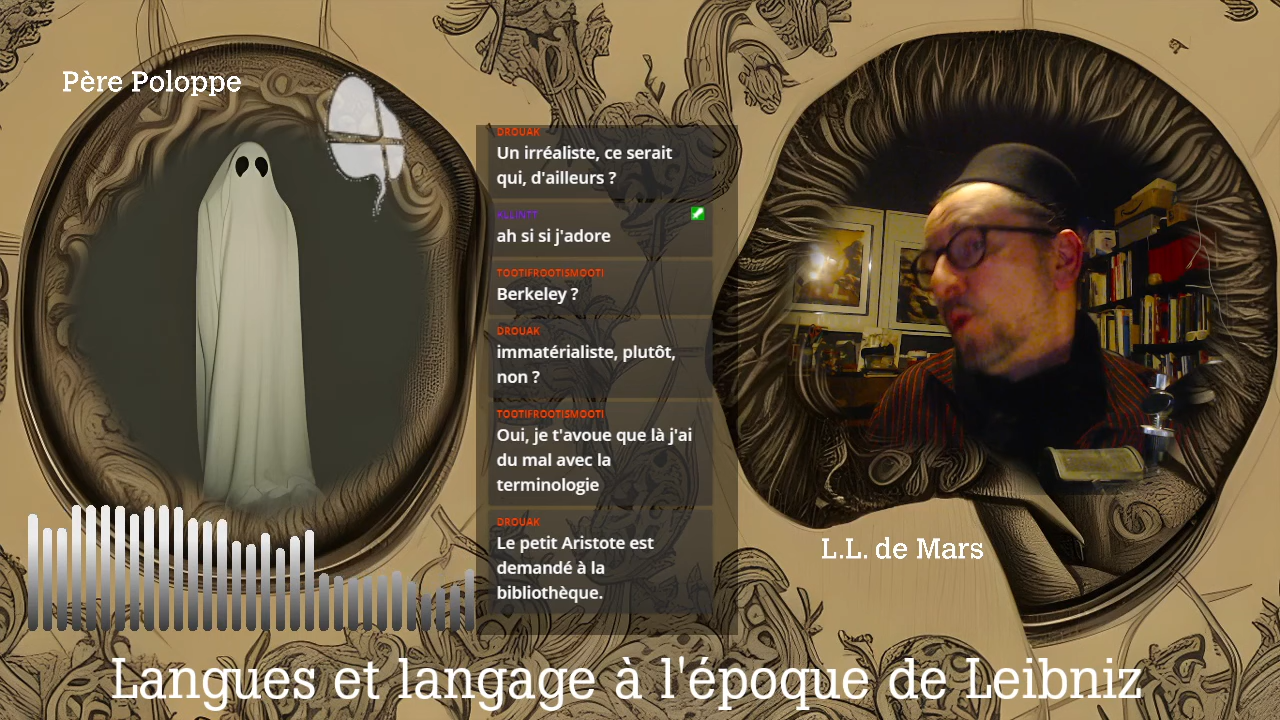 Père Poloppe
DROUAK
Un irréaliste, ce serait
qui, d'ailleurs ?
KLLINTT
ah si si j'adore
TOOTIFROOTISMOOTI
Berkeley ?
DROUAK
immatérialiste, plutôt,
non ?
TOOTIFROOTISMOOTI
Oui, je t'avoue que là j'ai
du mal avec la
terminologie
DROUAK
Le petit Aristote est
demandé à la
bibliothèque.
L.L. de Mars
Langues et langage à l'époque de Leibniz